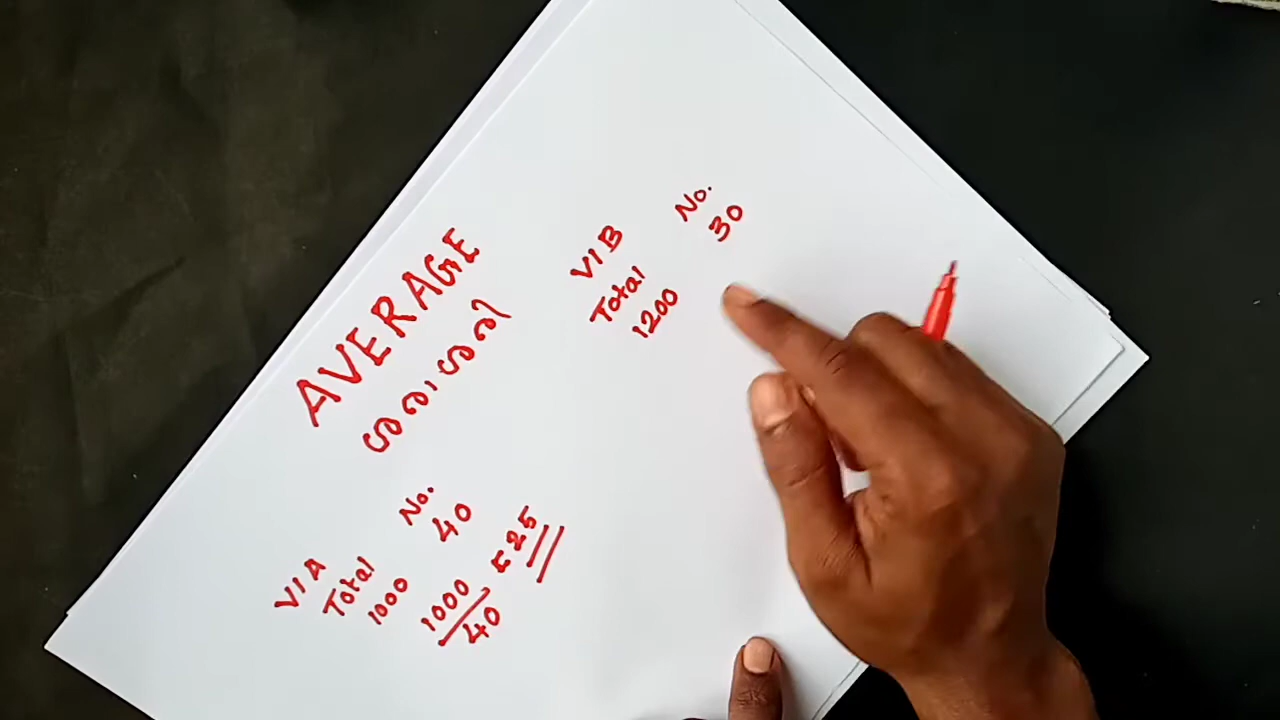 AVERAGE
ശരാശരി
VI A
Total No.
1000 40
1000/40 = 25
VI B
Total No.
1200 30